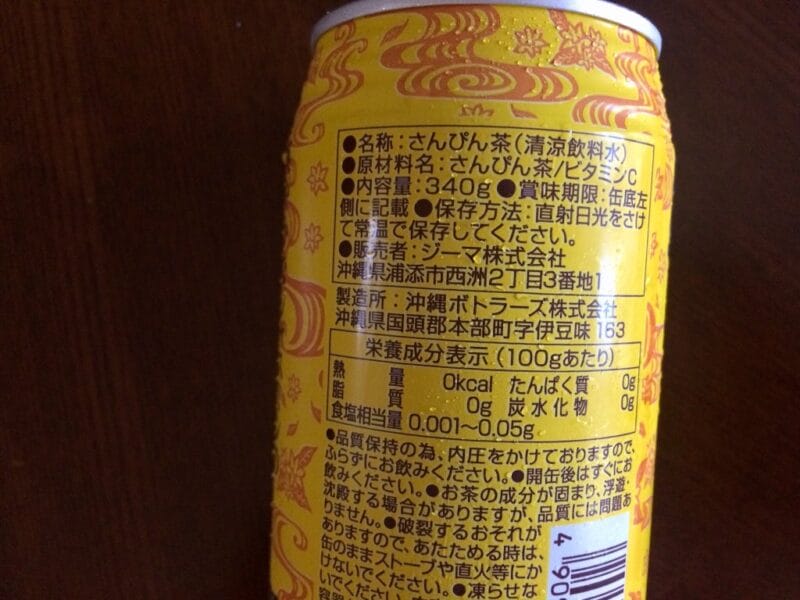 ●名称：さんぴん茶（清涼飲料水）
●原材料名：さんぴん茶/ビタミンC
●内容量：340g ●賞味期限：缶底左
側に記載 ●保存方法：直射日光をさけ
て常温で保存してください。
●販売者：ジーマ株式会社
沖縄県浦添市西洲2丁目3番地1
製造所：沖縄ボトラーズ株式会社
沖縄県国頭郡本部町字伊豆味 163
栄養成分表示（100gあたり）
熱量 0kcal たんぱく質 0g
脂質 0g 炭水化物 0g
食塩相当量 0.001～0.05g
●品質保持の為、内圧をかけておりますので、
ふらずにお飲みください。●開缶後はすぐにお
飲みください。●お茶の成分が固まり、浮遊・
沈殿する場合がありますが、品質には問題あ
りません。●破裂するおそれが
ありますので、あたためる時は、
缶のままストーブや直火等にか
けないでください。●凍らせな
いでください。
4 90